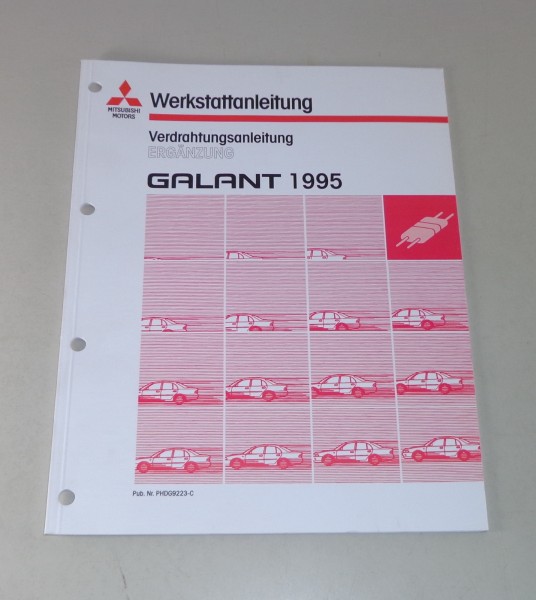 MITSUBISHI
MOTORS
Werkstattanleitung
Verdrahtungsanleitung
ERGÄNZUNG
GALANT 1995
Pub. Nr. PHDG9223-C